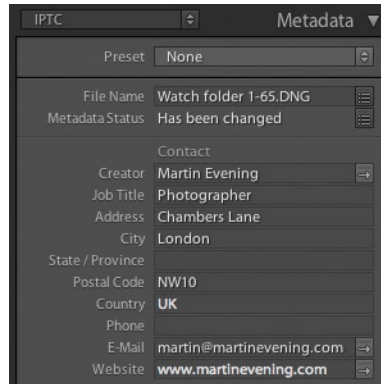 IPTC Metadata
Preset None
File Name Watch folder 1-65.DNG
Metadata Status Has been changed
Contact
Creator Martin Evening
Job Title Photographer
Address Chambers Lane
City London
State / Province
Postal Code NW10
Country UK
Phone
E-Mail martin@martinevening.com
Website www.martinevening.com